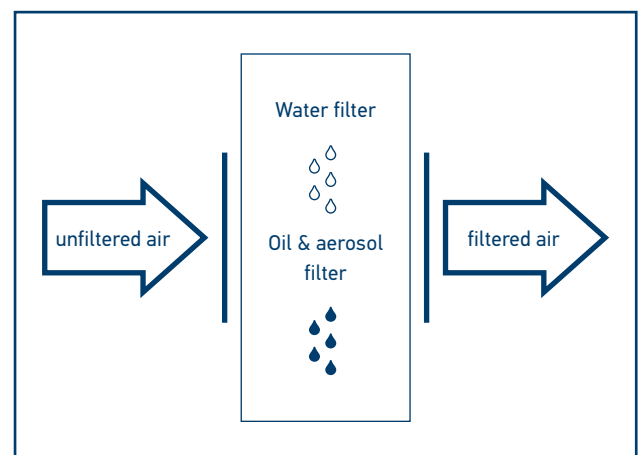 Water filter
unfiltered air
Oil & aerosol
filter
filtered air